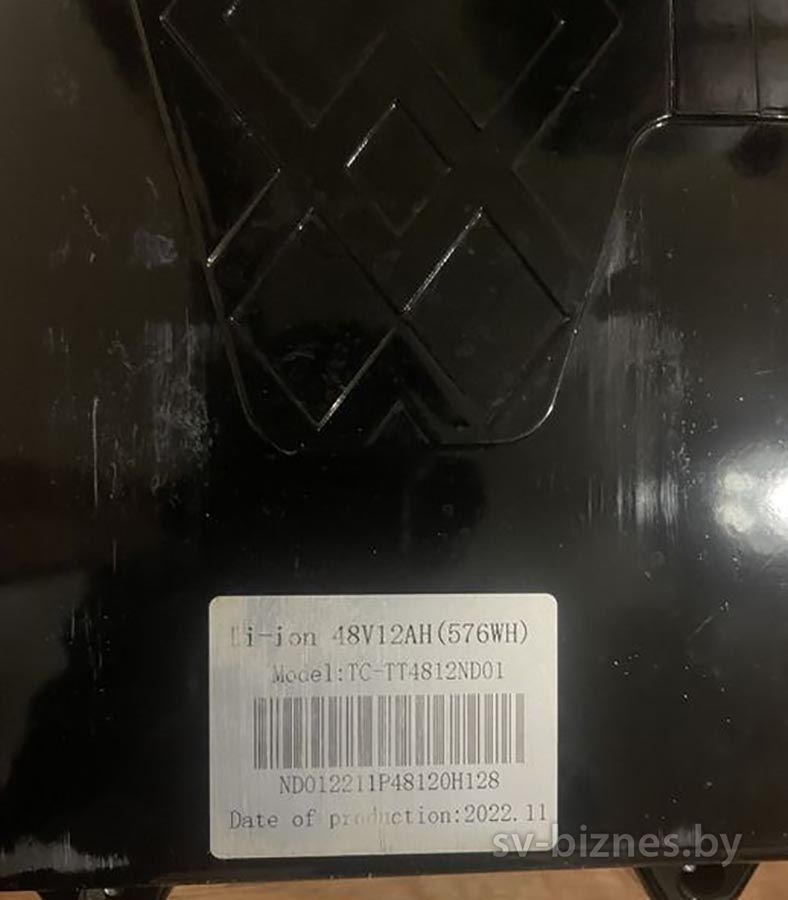 Li-ion 48V12AH(576WH)
Model:TC-TT4812ND01
ND012211P48120H128
Date of production:2022.11
sv-biznes.by